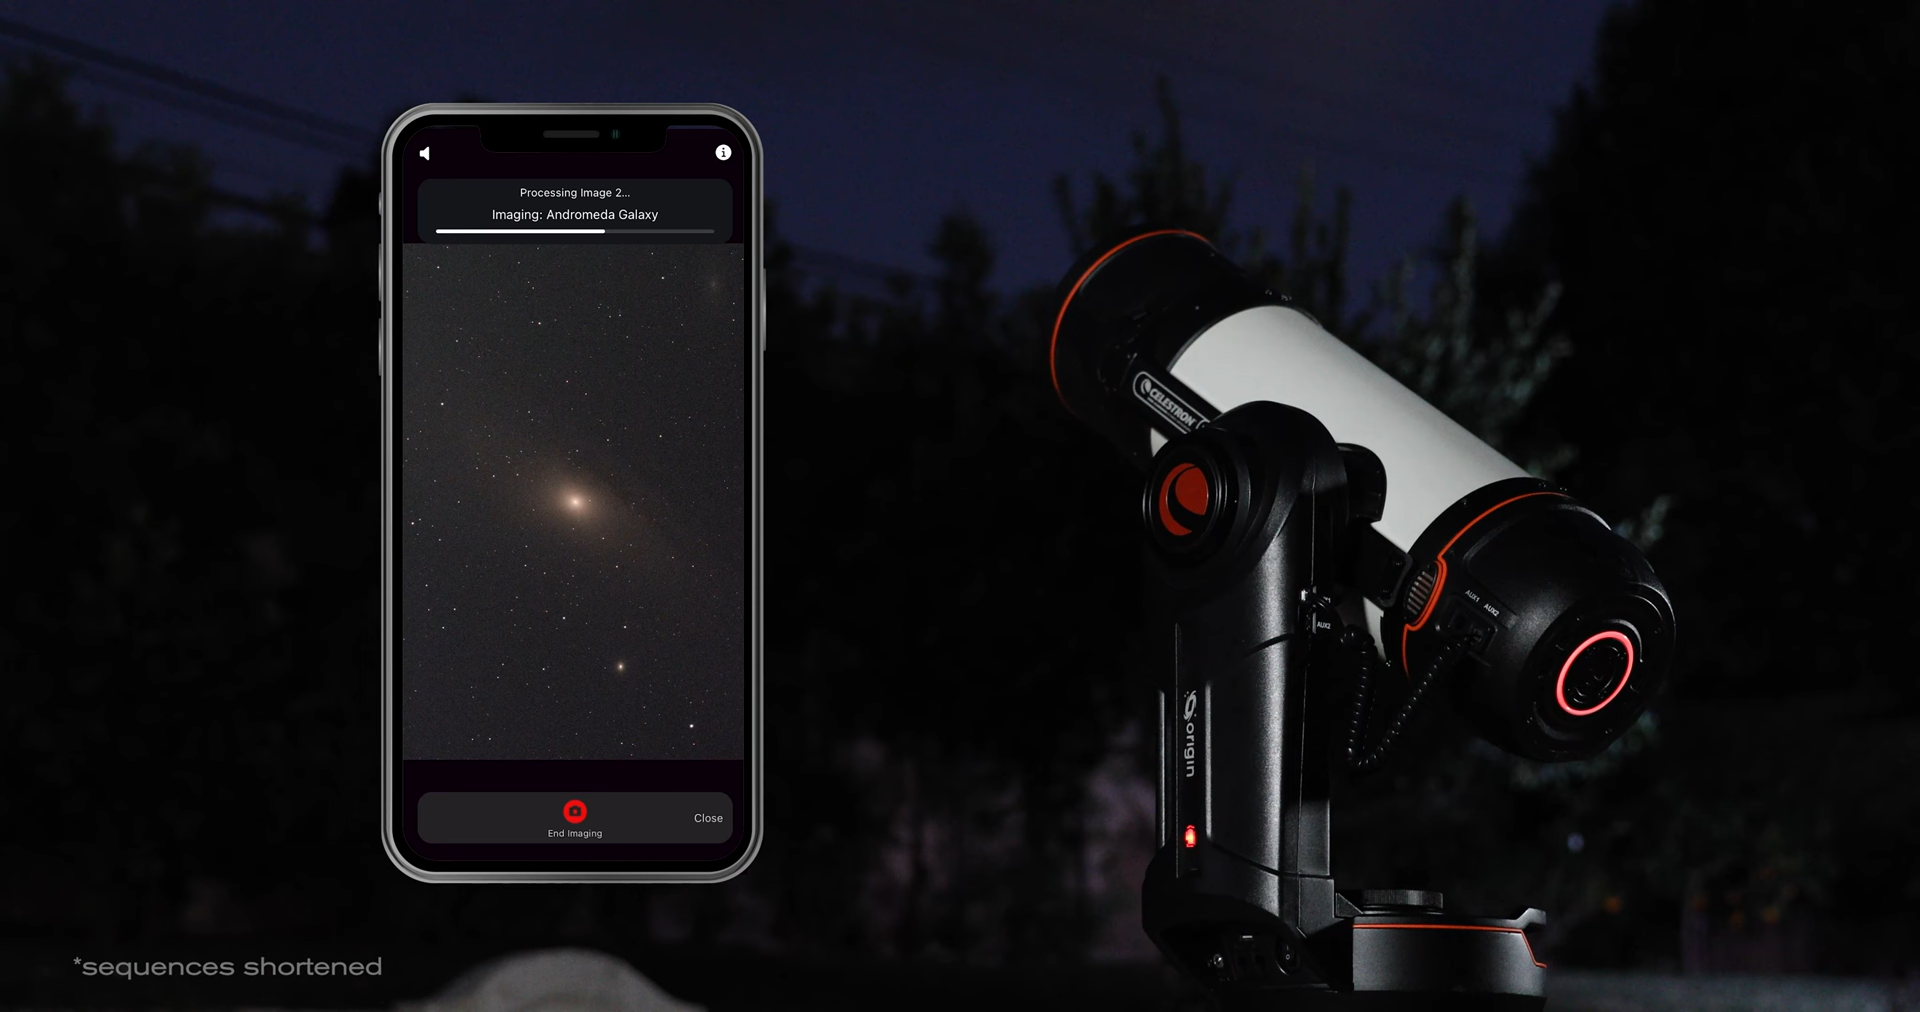 Processing Image 2...
Imaging: Andromeda Galaxy
End Imaging
Close
CELESTRON
AUX1 AUX2
AUX2
origin
*sequences shortened